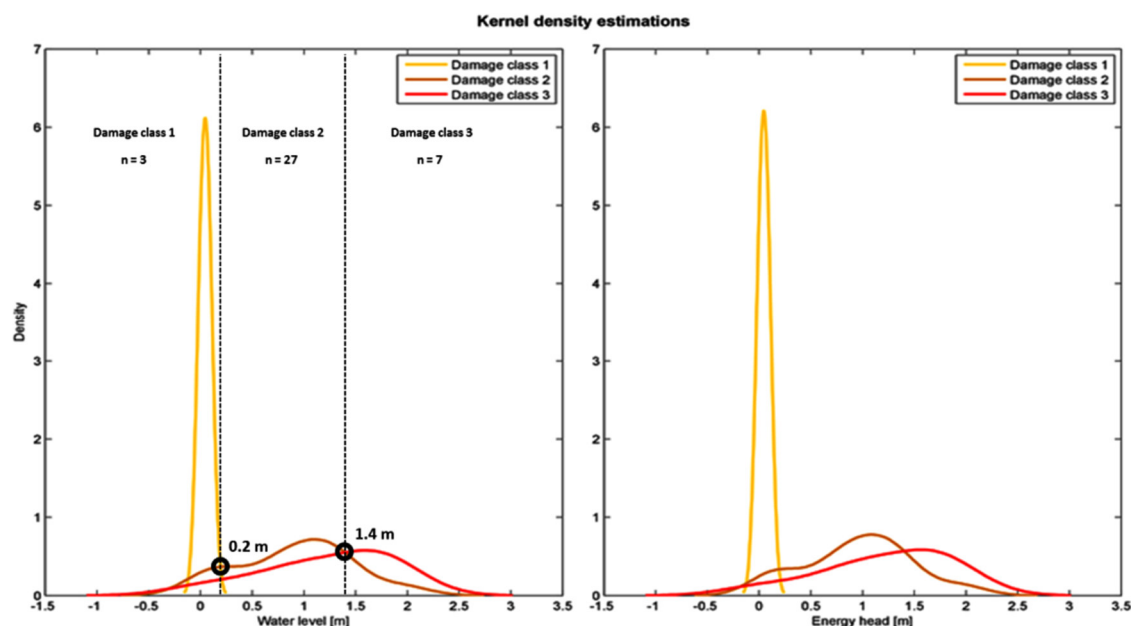 Kernel density estimations
7
6
5
4
3
2
1
0
Density
-1.5 -1 -0.5 0 0.5 1 1.5 2 2.5 3 3.5
Water level [m]
Damage class 1
Damage class 2
Damage class 3
Damage class 1
n = 3
Damage class 2
n = 27
Damage class 3
n = 7
0.2 m
1.4 m
7
6
5
4
3
2
1
0
-1.5 -1 -0.5 0 0.5 1 1.5 2 2.5 3 3.5
Energy head [m]
Damage class 1
Damage class 2
Damage class 3